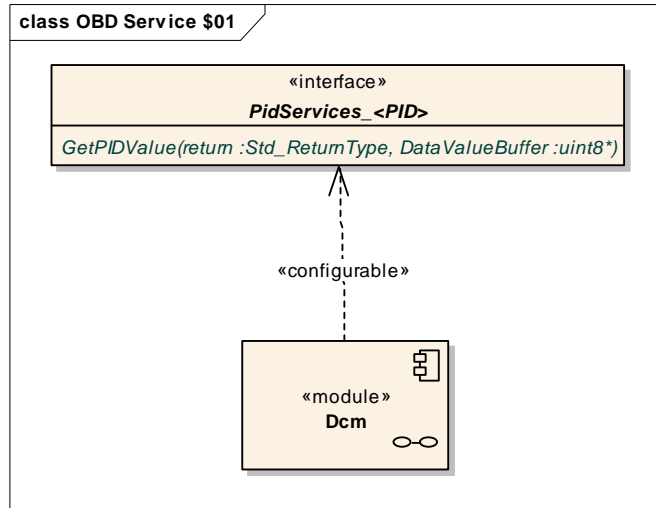 class OBD Service $01
«interface»
PidServices_<PID>
GetPIDValue(return :Std_ReturnType, DataValueBuffer :uint8*)
«configurable»
«module»
Dcm